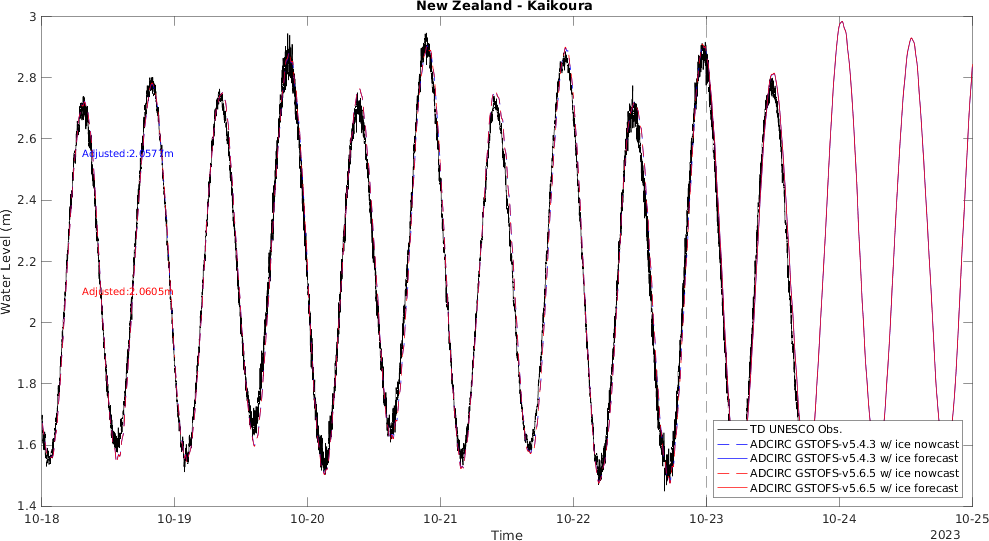 New Zealand - Kaikoura
3
2.8
2.6
2.4
2.2
2
1.8
1.6
1.4
Water Level (m)
Adjusted:2.0577m
Adjusted:2.0605m
TD UNESCO Obs.
ADCIRC GSTOFS-v5.4.3 w/ ice nowcast
ADCIRC GSTOFS-v5.4.3 w/ ice forecast
ADCIRC GSTOFS-v5.6.5 w/ ice nowcast
ADCIRC GSTOFS-v5.6.5 w/ ice forecast
10-18 10-19 10-20 10-21 10-22 10-23 10-24 10-25
Time
2023